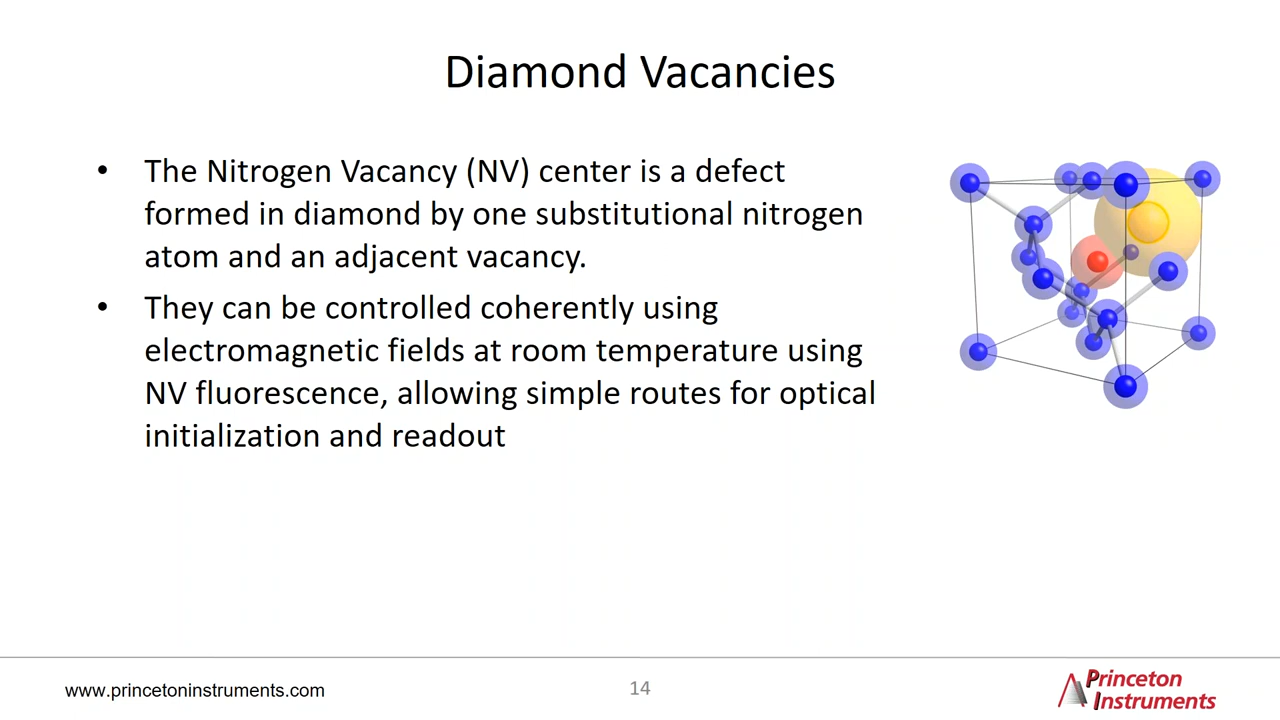 Diamond Vacancies
• The Nitrogen Vacancy (NV) center is a defect
formed in diamond by one substitutional nitrogen
atom and an adjacent vacancy.
• They can be controlled coherently using
electromagnetic fields at room temperature using
NV fluorescence, allowing simple routes for optical
initialization and readout
www.princetoninstruments.com
14
Princeton
Instruments